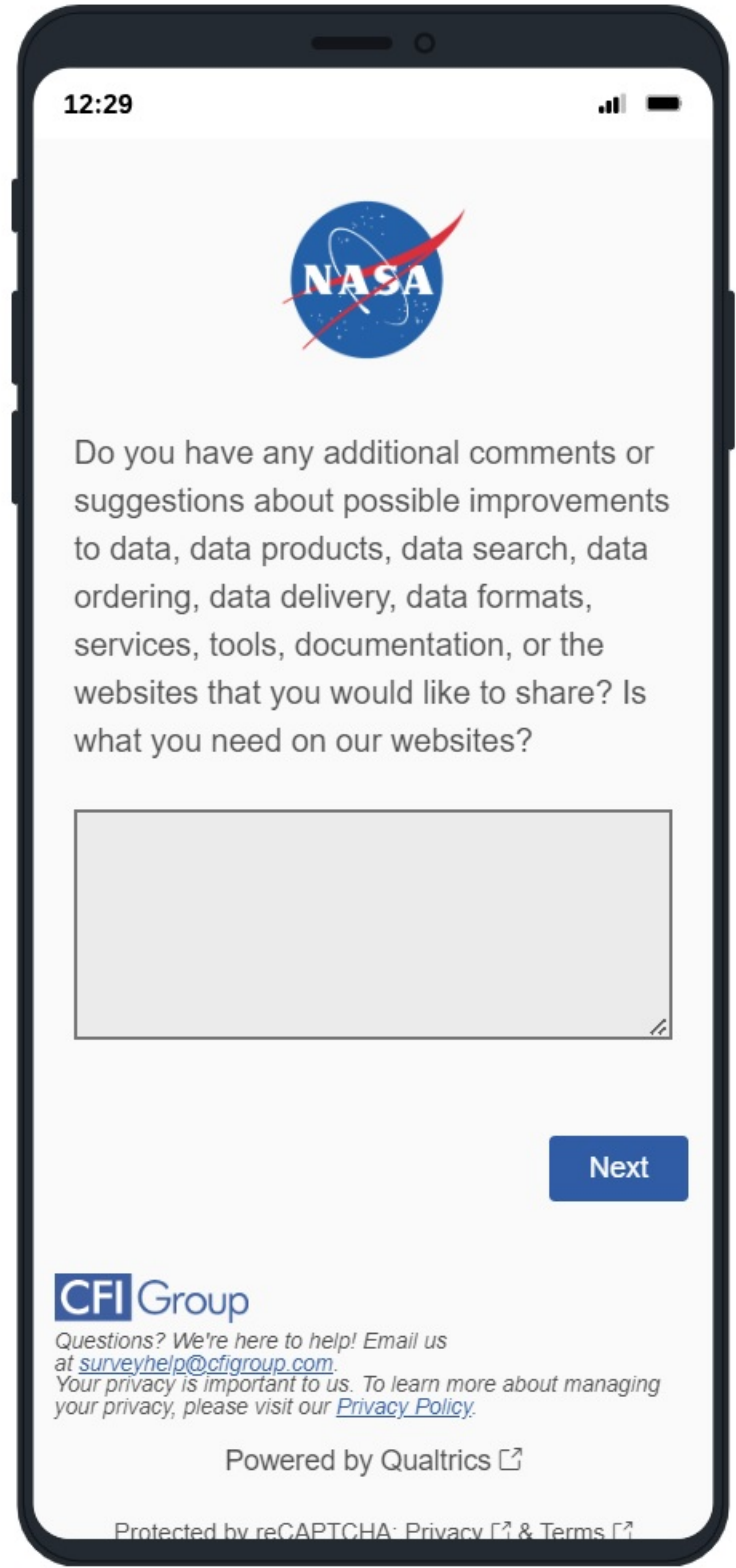 12:29
NASA
Do you have any additional comments or
suggestions about possible improvements
to data, data products, data search, data
ordering, data delivery, data formats,
services, tools, documentation, or the
websites that you would like to share? Is
what you need on our websites?
Next
CFI Group
Questions? We're here to help! Email us
at surveyhelp@cfigroup.com.
Your privacy is important to us. To learn more about managing
your privacy, please visit our Privacy Policy.
Powered by Qualtrics
Protected by reCAPTCHA: Privacy & Terms